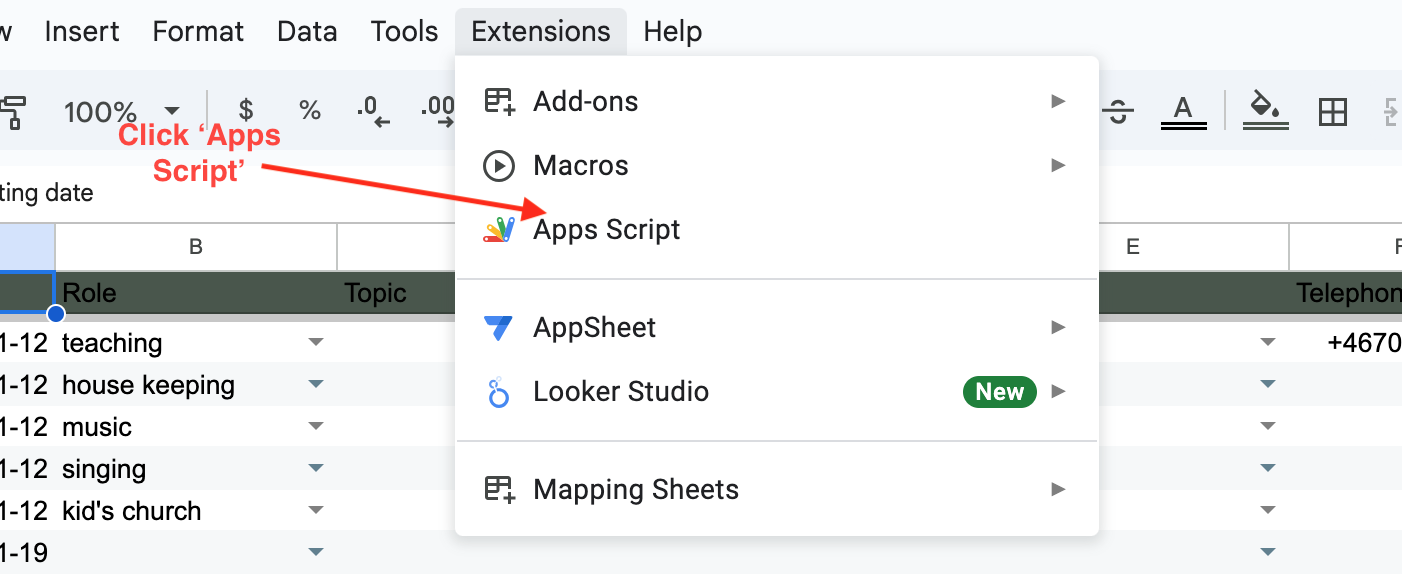 Insert Format Data Tools Extensions Help
100% $ % .0 .00 A
Click ‘Apps
Script’
Add-ons
Macros
Apps Script
AppSheet
Looker Studio New
Mapping Sheets
ting date
B E F
Role Topic Telephon
1-12 teaching +4670
1-12 house keeping
1-12 music
1-12 singing
1-12 kid's church
1-19